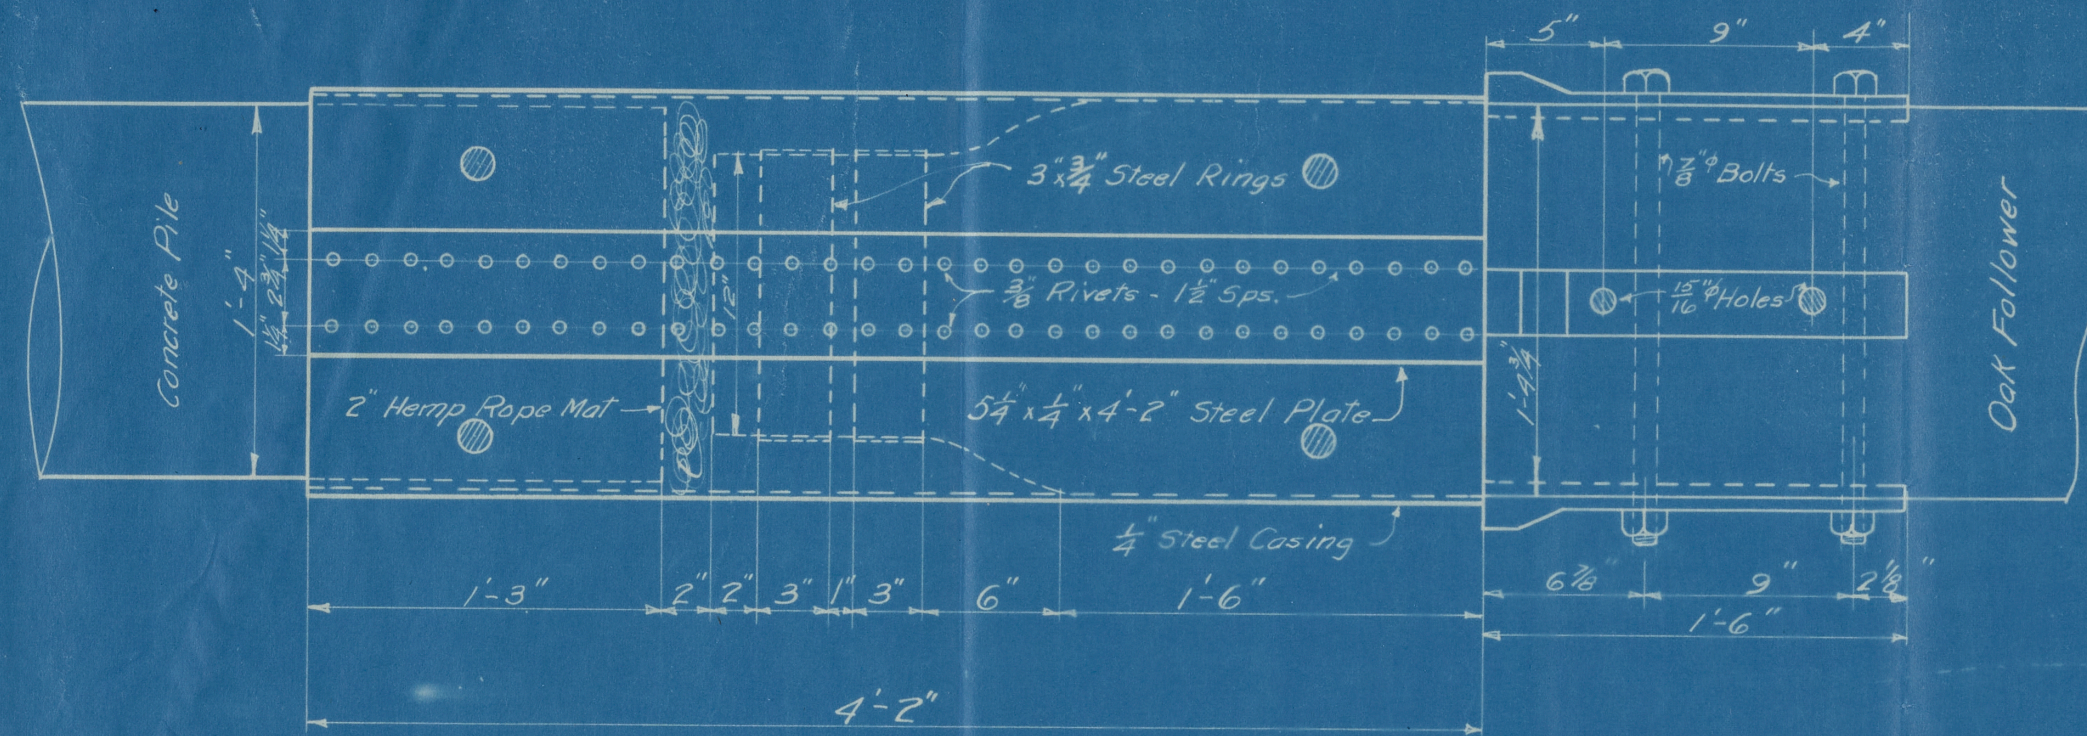 5" 9" 4"
Concrete Pile
1'-4"
1¼" 2¾" 1¼"
12"
3"x¾" Steel Rings
⅜ Rivets - 1½" Sps.
2" Hemp Rope Mat
5¼" x ¼" x 4'-2" Steel Plate
¼" Steel Casing
⅞"φ Bolts
15/16"φ Holes
1'-4¾"
Oak Follower
1'-3" 2" 2" 3" 1" 3" 6" 1'-6"
6⅞" 9" 2⅛"
1'-6"
4'-2"